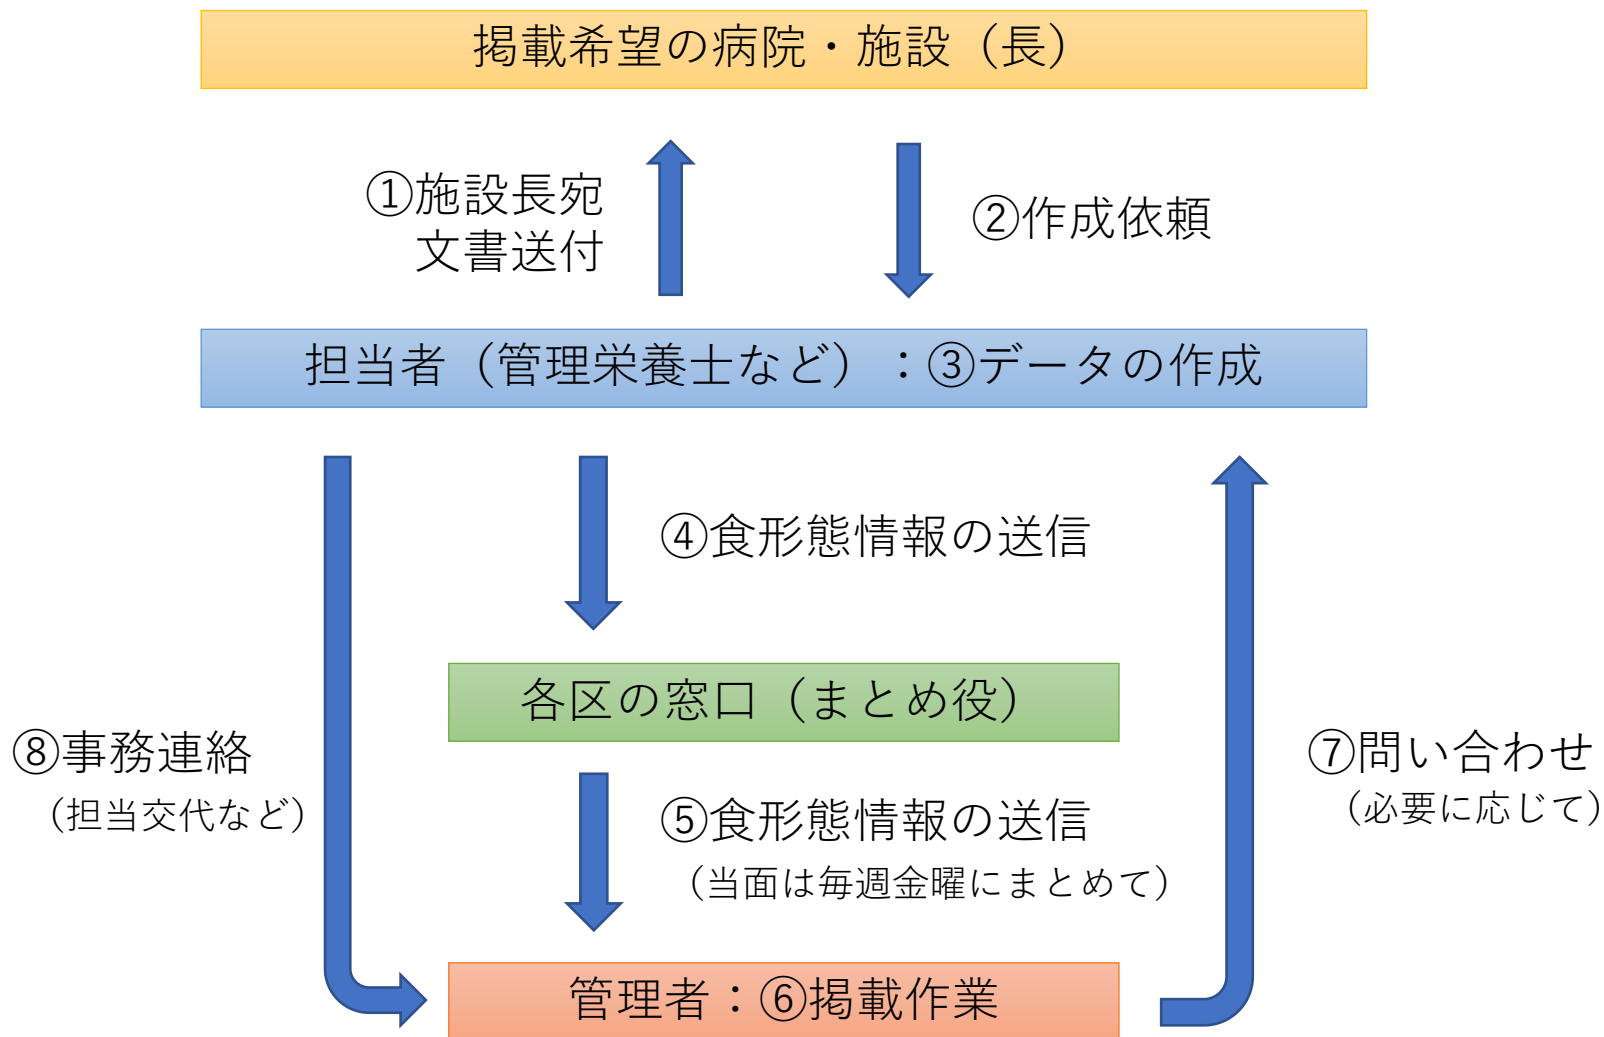 掲載希望の病院・施設（長）
①施設長宛
文書送付
②作成依頼
担当者（管理栄養士など）：③データの作成
④食形態情報の送信
各区の窓口（まとめ役）
⑧事務連絡
（担当交代など）
⑤食形態情報の送信
（当面は毎週金曜にまとめて）
⑦問い合わせ
（必要に応じて）
管理者：⑥掲載作業